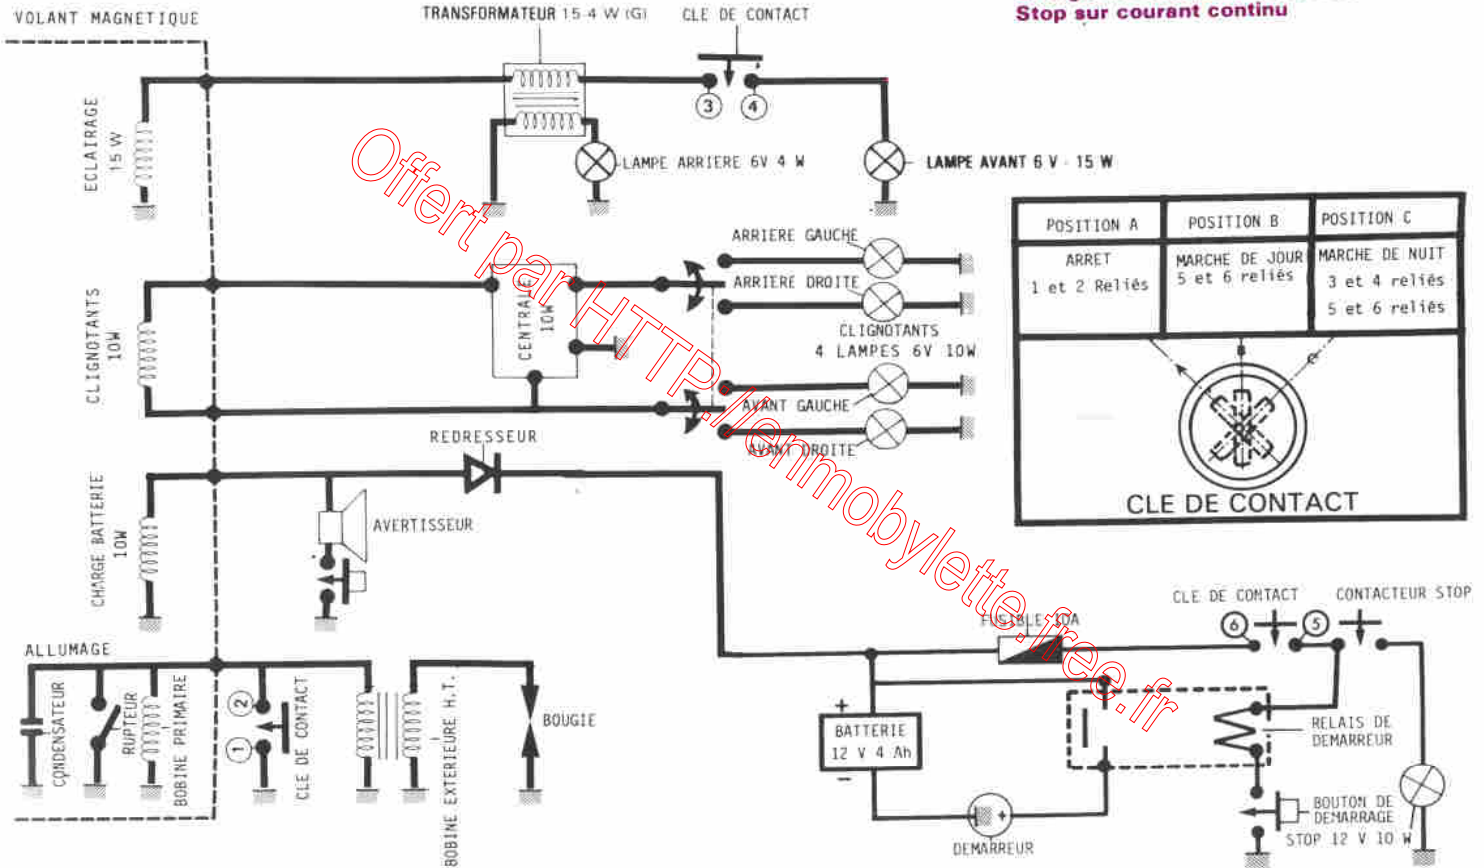 VOLANT MAGNETIQUE
TRANSFORMATEUR 15-4 W (G)
CLE DE CONTACT
Stop sur courant continu
ECLAIRAGE
15 W
3
4
LAMPE ARRIERE 6V 4 W
LAMPE AVANT 6 V - 15 W
CLIGNOTANTS
10W
CENTRALE
10W
ARRIERE GAUCHE
ARRIERE DROITE
CLIGNOTANTS
4 LAMPES 6V 10W
AVANT GAUCHE
AVANT DROITE
POSITION A
POSITION B
POSITION C
ARRET
1 et 2 Reliés
MARCHE DE JOUR
5 et 6 reliés
MARCHE DE NUIT
3 et 4 reliés
5 et 6 reliés
A
B
C
CLE DE CONTACT
CHARGE BATTERIE
10W
REDRESSEUR
AVERTISSEUR
ALLUMAGE
CONDENSATEUR
RUPTEUR
BOBINE PRIMAIRE
2
1
CLE DE CONTACT
BOBINE EXTERIEURE H.T.
BOUGIE
FUSIBLE 10A
CLE DE CONTACT
CONTACTEUR STOP
6
5
+
BATTERIE
12 V 4 Ah
−
+
DEMARREUR
RELAIS DE
DEMARREUR
BOUTON DE
DEMARRAGE
STOP 12 V 10 W
Offert par HTTP://enmobylette.free.fr